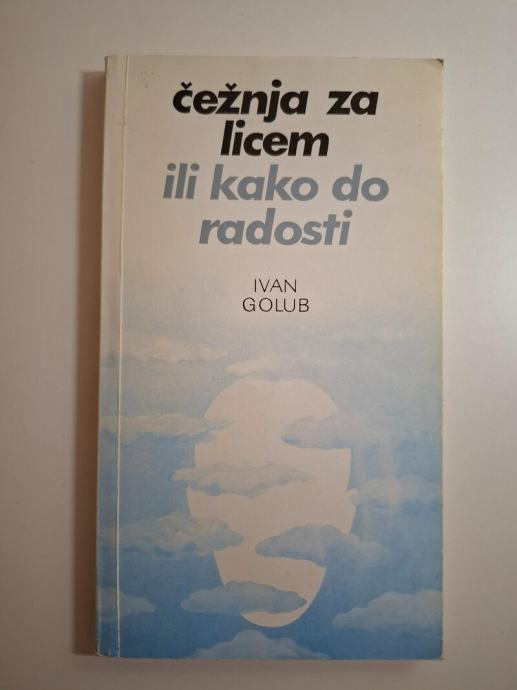 čežnja za
licem
ili kako do
radosti
IVAN
GOLUB